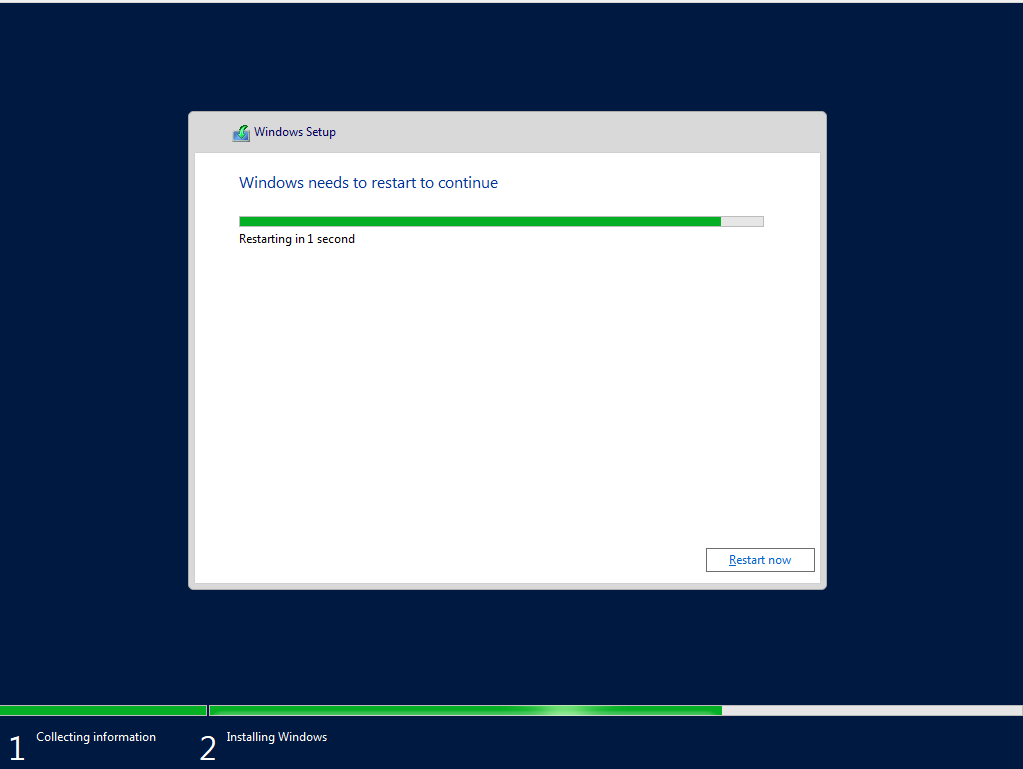 Windows Setup
Windows needs to restart to continue
Restarting in 1 second
Restart now
1 Collecting information
2 Installing Windows